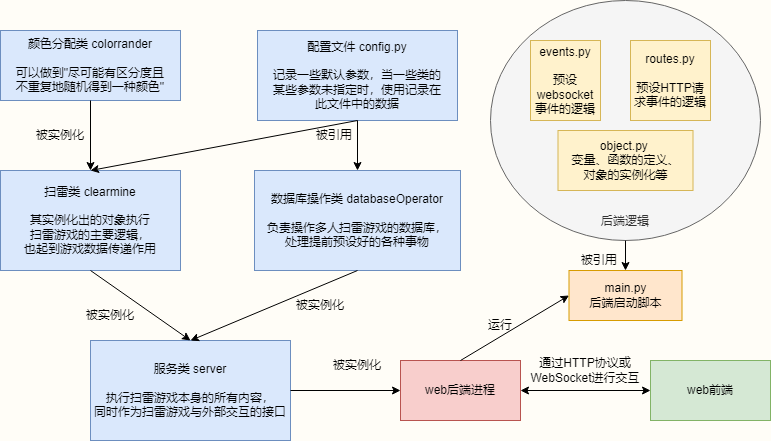 颜色分配类 colorrander
可以做到"尽可能有区分度且
不重复地随机得到一种颜色"
配置文件 config.py
记录一些默认参数，当一些类的
某些参数未指定时，使用记录在
此文件中的数据
events.py
预设
websocket
事件的逻辑
routes.py
预设HTTP请
求事件的逻辑
object.py
变量、函数的定义、
对象的实例化等
后端逻辑
被实例化
被引用
扫雷类 clearmine
其实例化出的对象执行
扫雷游戏的主要逻辑，
也起到游戏数据传递作用
数据库操作类 databaseOperator
负责操作多人扫雷游戏的数据库，
处理提前预设好的各种事物
被引用
main.py
后端启动脚本
被实例化
被实例化
运行
服务类 server
执行扫雷游戏本身的所有内容，
同时作为扫雷游戏与外部交互的接口
被实例化
web后端进程
通过HTTP协议或
WebSocket进行交互
web前端